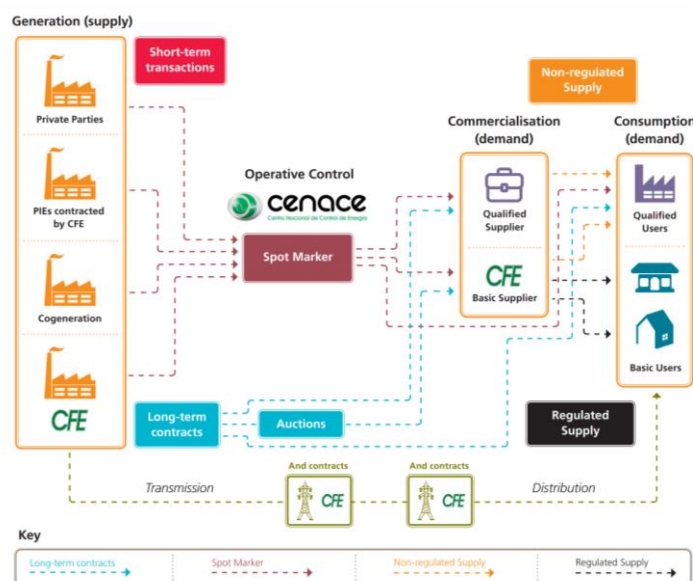 Generation (supply)
Short-term
transactions
Non-regulated
Supply
Private Parties
Commercialisation
(demand)
Consumption
(demand)
PIEs contracted
by CFE
Operative Control
cenace
Centro Nacional de Control de Energía
Spot Marker
Qualified
Supplier
Qualified
Users
CFE
Basic Supplier
Cogeneration
Basic Users
CFE
Long-term
contracts
Auctions
Regulated
Supply
And contracts
And contracts
Transmission
CFE
CFE
Distribution
Key
Long-term contracts
Spot Marker
Non-regulated Supply
Regulated Supply